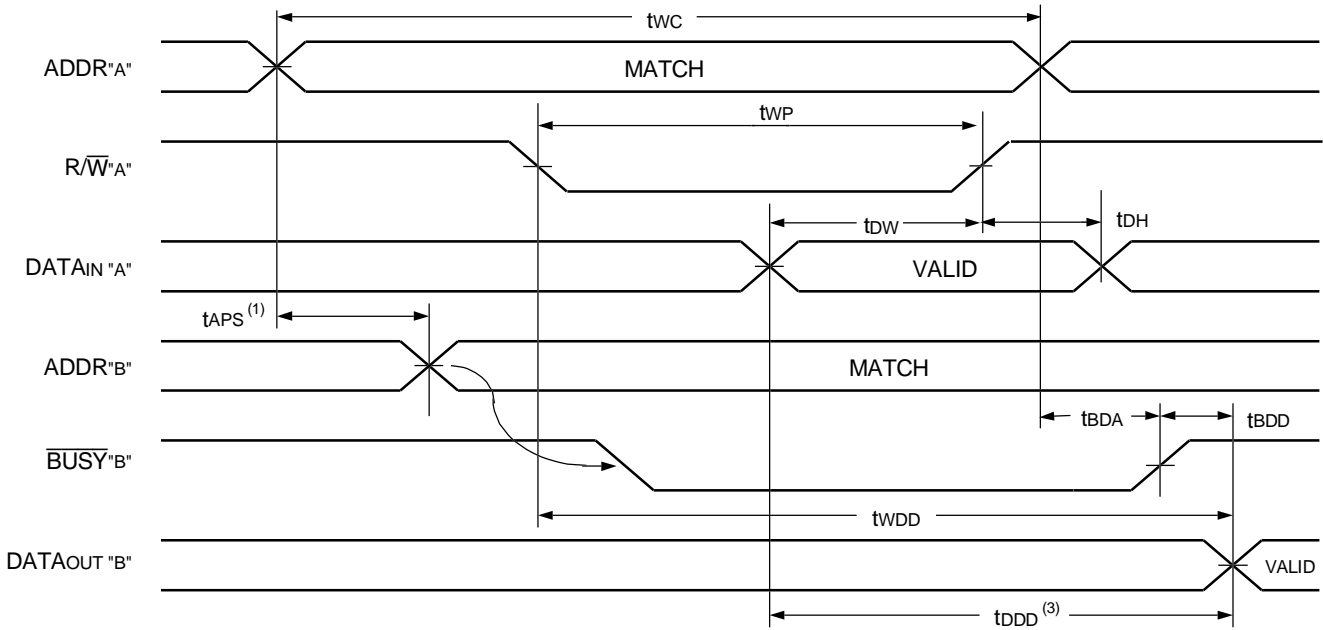 tWC
ADDR"A"
MATCH
tWP
R/W̅"A"
tDW
tDH
DATAIN "A"
VALID
tAPS (1)
ADDR"B"
MATCH
tBDA
tBDD
B̅U̅S̅Y̅"B"
tWDD
DATAOUT "B"
VALID
tDDD (3)